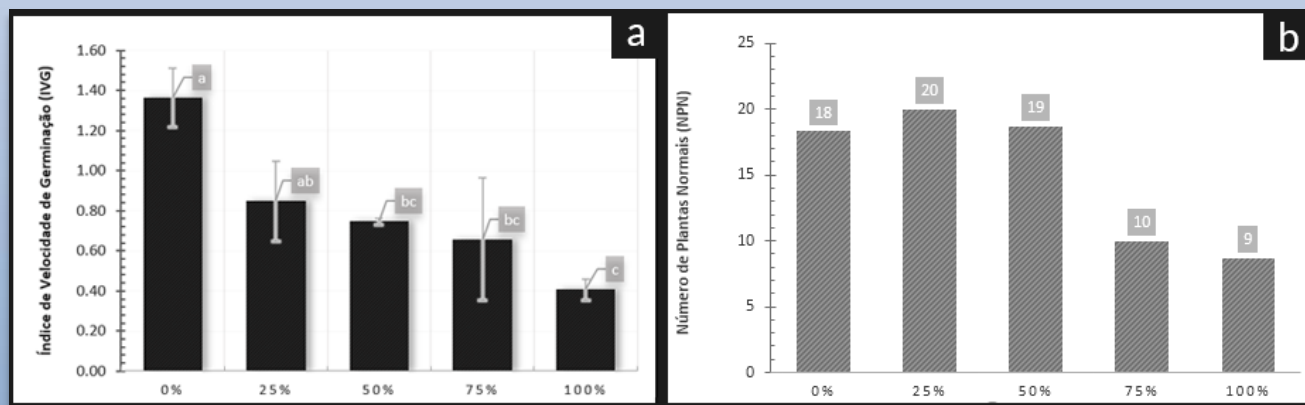 a
Índice de Velocidade de Germinação (IVG)
1.60
1.40
1.20
1.00
0.80
0.60
0.40
0.20
0.00
a
ab
bc
bc
c
0% 25% 50% 75% 100%
b
Número de Plantas Normais (NPN)
25
20
15
10
5
0
18
20
19
10
9
0% 25% 50% 75% 100%